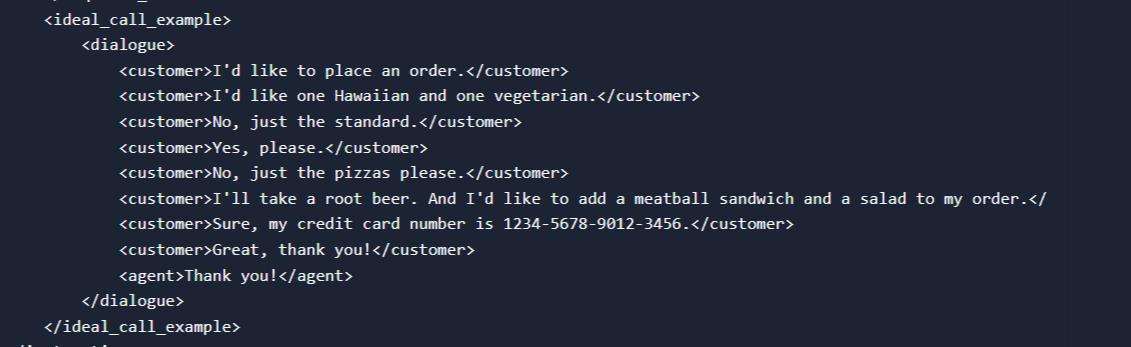 <ideal_call_example>
<dialogue>
<customer>I'd like to place an order.</customer>
<customer>I'd like one Hawaiian and one vegetarian.</customer>
<customer>No, just the standard.</customer>
<customer>Yes, please.</customer>
<customer>No, just the pizzas please.</customer>
<customer>I'll take a root beer. And I'd like to add a meatball sandwich and a salad to my order.</
<customer>Sure, my credit card number is 1234-5678-9012-3456.</customer>
<customer>Great, thank you!</customer>
<agent>Thank you!</agent>
</dialogue>
</ideal_call_example>